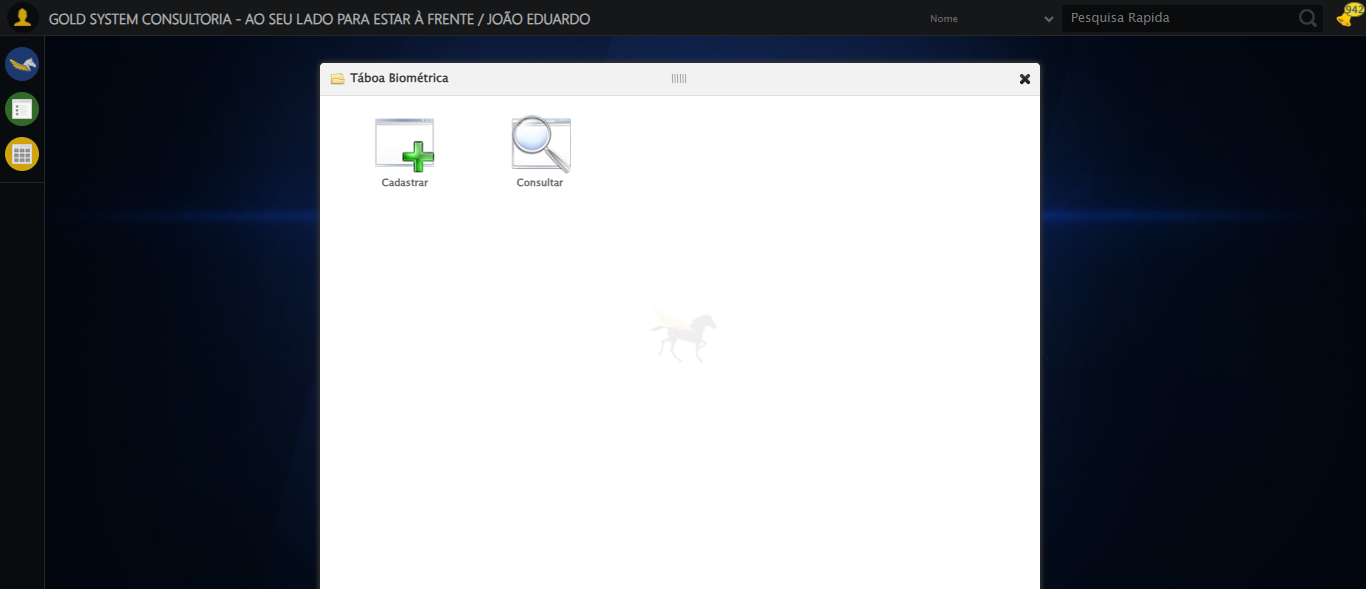 GOLD SYSTEM CONSULTORIA - AO SEU LADO PARA ESTAR À FRENTE / JOÃO EDUARDO
Nome
Pesquisa Rapida
942
Táboa Biométrica
Cadastrar
Consultar